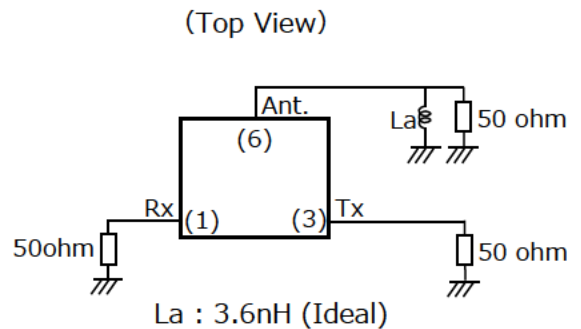 (Top View)
Ant.
(6)
La
50 ohm
Rx
(1)
(3)
Tx
50ohm
50 ohm
La : 3.6nH (Ideal)